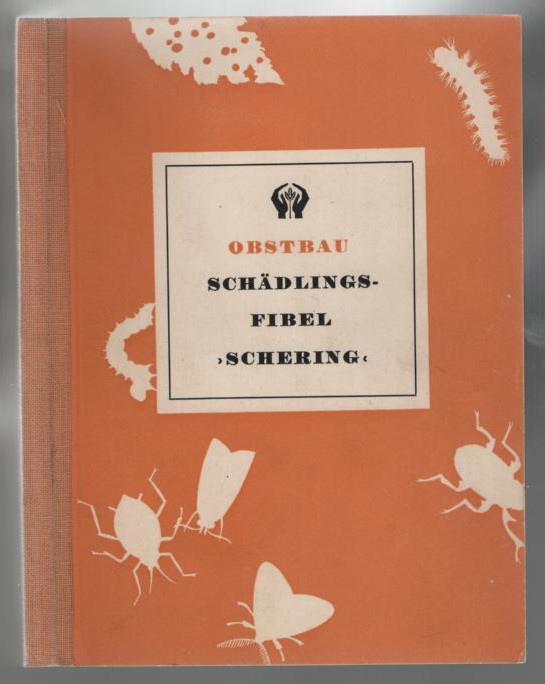 OBSTBAU
SCHÄDLINGS-
FIBEL
›SCHERING‹